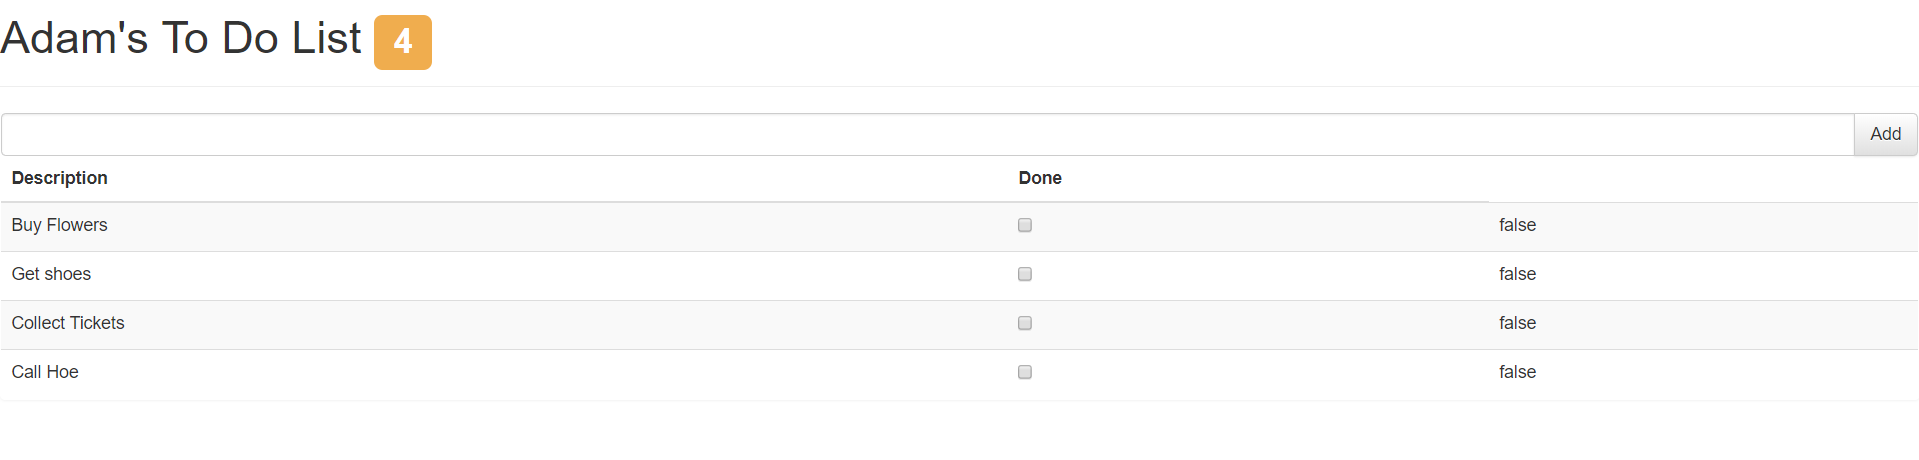 Adam's To Do List 4
Add
Description Done
Buy Flowers false
Get shoes false
Collect Tickets false
Call Hoe false